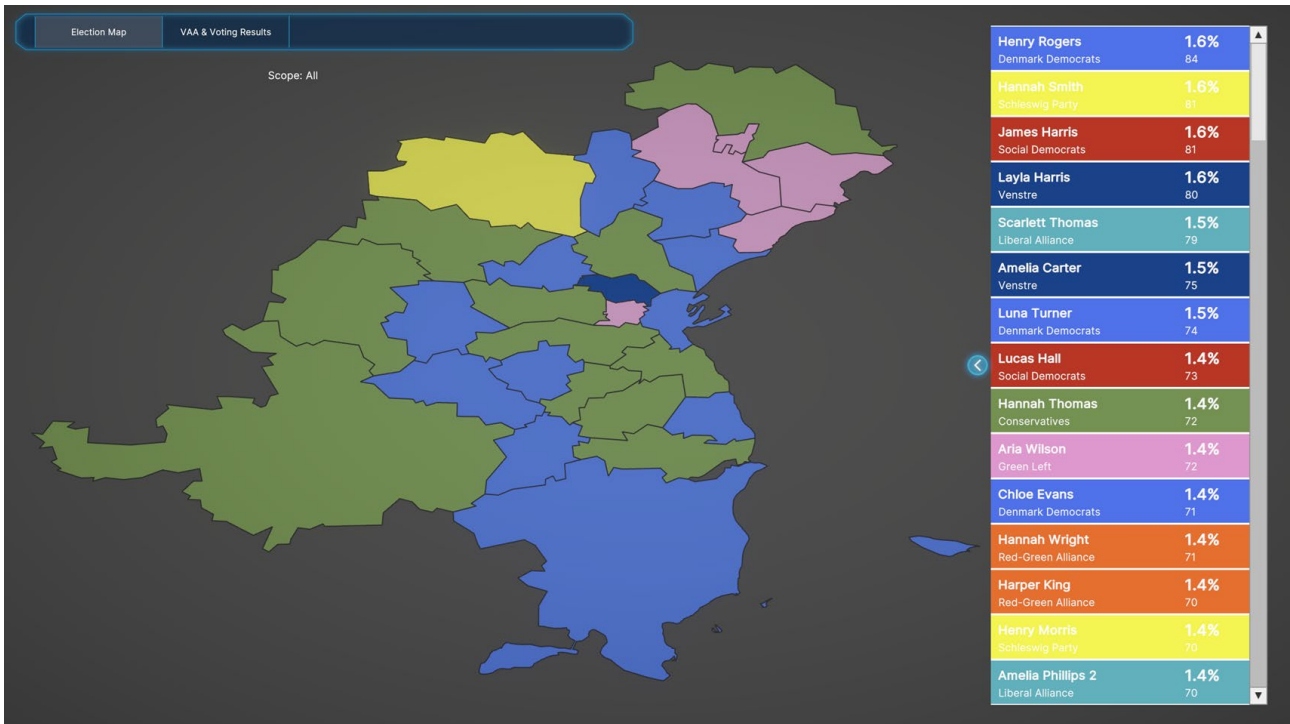 Election Map
VAA & Voting Results
Scope: All
Henry Rogers 1.6%
Denmark Democrats 84
Hannah Smith 1.6%
Schleswig Party 81
James Harris 1.6%
Social Democrats 81
Layla Harris 1.6%
Venstre 80
Scarlett Thomas 1.5%
Liberal Alliance 79
Amelia Carter 1.5%
Venstre 75
Luna Turner 1.5%
Denmark Democrats 74
Lucas Hall 1.4%
Social Democrats 73
Hannah Thomas 1.4%
Conservatives 72
Aria Wilson 1.4%
Green Left 72
Chloe Evans 1.4%
Denmark Democrats 71
Hannah Wright 1.4%
Red-Green Alliance 71
Harper King 1.4%
Red-Green Alliance 70
Henry Morris 1.4%
Schleswig Party 70
Amelia Phillips 2 1.4%
Liberal Alliance 70